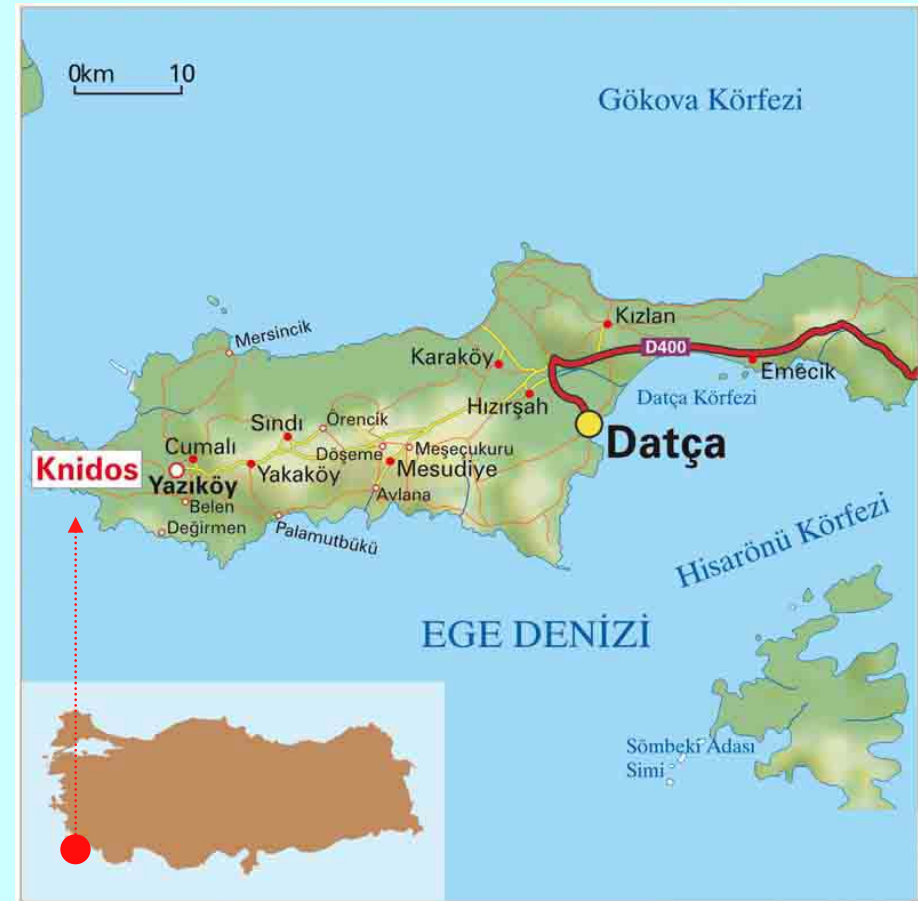 0km 10
Gökova Körfezi
Kızlan
Mersincik
D400
Karaköy
Emecik
Hızırşah
Datça Körfezi
Sındı
Örencik
Datça
Cumalı
Döşeme
Meşeçukuru
Knidos
Yakaköy
Mesudiye
Yazıköy
Avlana
Belen
Değirmen
Palamutbükü
Hisarönü Körfezi
EGE DENİZİ
Sömbeki Adası
Simi